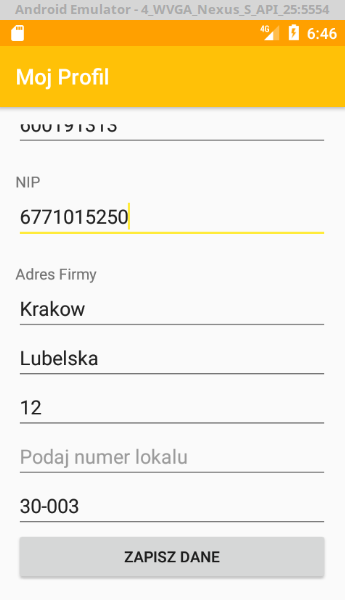 Android Emulator - 4_WVGA_Nexus_S_API_25:5554
4G 6:46
Moj Profil
600191313
NIP
6771015250
Adres Firmy
Krakow
Lubelska
12
Podaj numer lokalu
30-003
ZAPISZ DANE